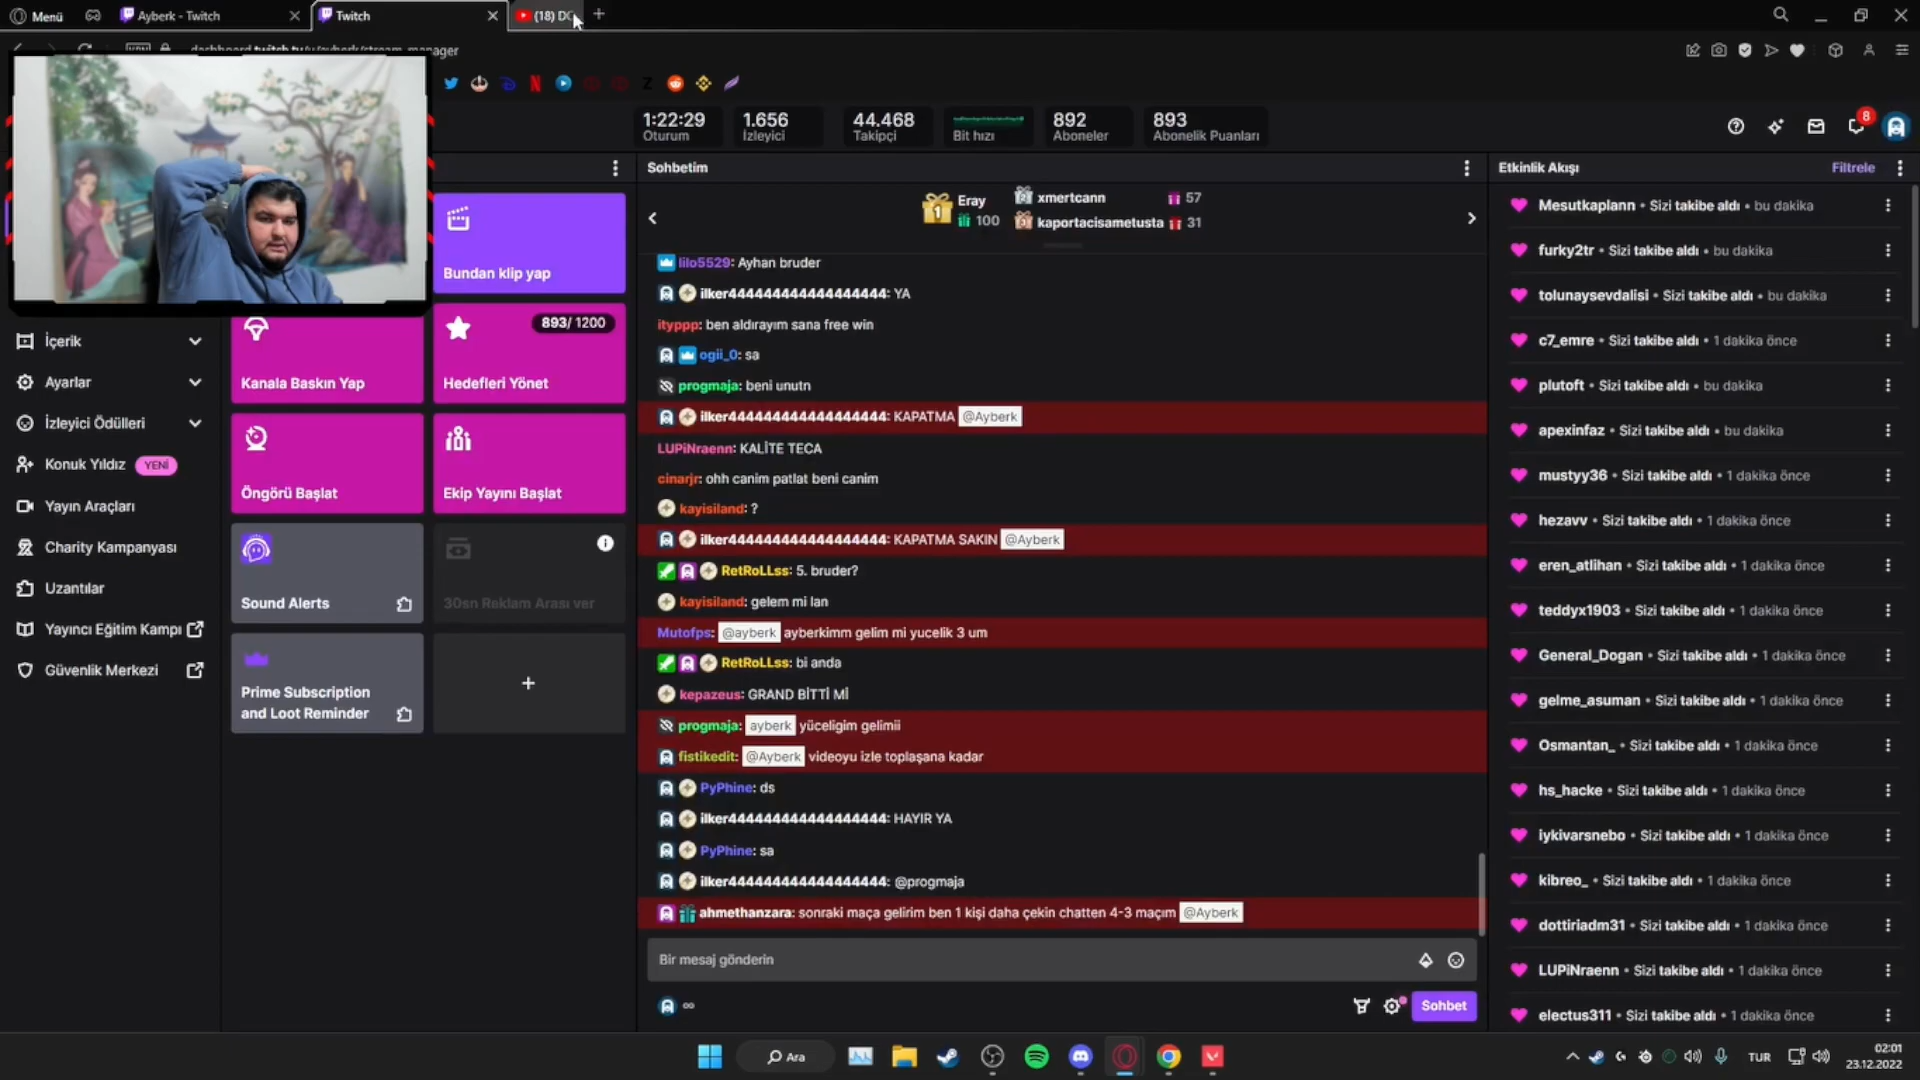 Menü
Ayberk - Twitch
Twitch
(18) DO
dashboard.twitch.tv/u/ayberk/stream-manager
1:22:29
Oturum
1.656
İzleyici
44.468
Takipçi
Bit hızı
892
Aboneler
893
Abonelik Puanları
8
İçerik
Ayarlar
İzleyici Ödülleri
Konuk Yıldız YENİ
Yayın Araçları
Charity Kampanyası
Uzantılar
Yayıncı Eğitim Kampı
Güvenlik Merkezi
Bundan klip yap
Kanala Baskın Yap
893/ 1200
Hedefleri Yönet
Öngörü Başlat
Ekip Yayını Başlat
Sound Alerts
30sn Reklam Arası ver
Prime Subscription
and Loot Reminder
Sohbetim
1 Eray
100
xmertcann 57
kaportacisametusta 31
lilo5529: Ayhan bruder
ilker444444444444444444: YA
ityppp: ben aldırayım sana free win
ogii_0: sa
progmaja: beni unutn
ilker444444444444444444: KAPATMA @Ayberk
LUPiNraenn: KALİTE TECA
cinarjr: ohh canim patlat beni canim
kayisiland: ?
ilker444444444444444444: KAPATMA SAKIN @Ayberk
RetRoLLss: 5. bruder?
kayisiland: gelem mi lan
Mutofps: @ayberk ayberkimm gelim mi yucelik 3 um
RetRoLLss: bi anda
kepazeus: GRAND BİTTİ Mİ
progmaja: ayberk yüceligim gelimii
fistikedit: @Ayberk videoyu izle toplaşana kadar
PyPhine: ds
ilker444444444444444444: HAYIR YA
PyPhine: sa
ilker444444444444444444: @progmaja
ahmethanzara: sonraki maça gelirim ben 1 kişi daha çekin chatten 4-3 maçım @Ayberk
Bir mesaj gönderin
Sohbet
Etkinlik Akışı
Filtrele
Mesutkaplann • Sizi takibe aldı • bu dakika
furky2tr • Sizi takibe aldı • bu dakika
tolunaysevdalisi • Sizi takibe aldı • bu dakika
c7_emre • Sizi takibe aldı • 1 dakika önce
plutoft • Sizi takibe aldı • bu dakika
apexinfaz • Sizi takibe aldı • bu dakika
mustyy36 • Sizi takibe aldı • 1 dakika önce
hezavv • Sizi takibe aldı • 1 dakika önce
eren_atlihan • Sizi takibe aldı • 1 dakika önce
teddyx1903 • Sizi takibe aldı • 1 dakika önce
General_Dogan • Sizi takibe aldı • 1 dakika önce
gelme_asuman • Sizi takibe aldı • 1 dakika önce
Osmantan_ • Sizi takibe aldı • 1 dakika önce
hs_hacke • Sizi takibe aldı • 1 dakika önce
iykivarsnebo • Sizi takibe aldı • 1 dakika önce
kibreo_ • Sizi takibe aldı • 1 dakika önce
dottiriadm31 • Sizi takibe aldı • 1 dakika önce
LUPiNraenn • Sizi takibe aldı • 1 dakika önce
electus311 • Sizi takibe aldı • 1 dakika önce
Ara
TUR
02:01
23.12.2022